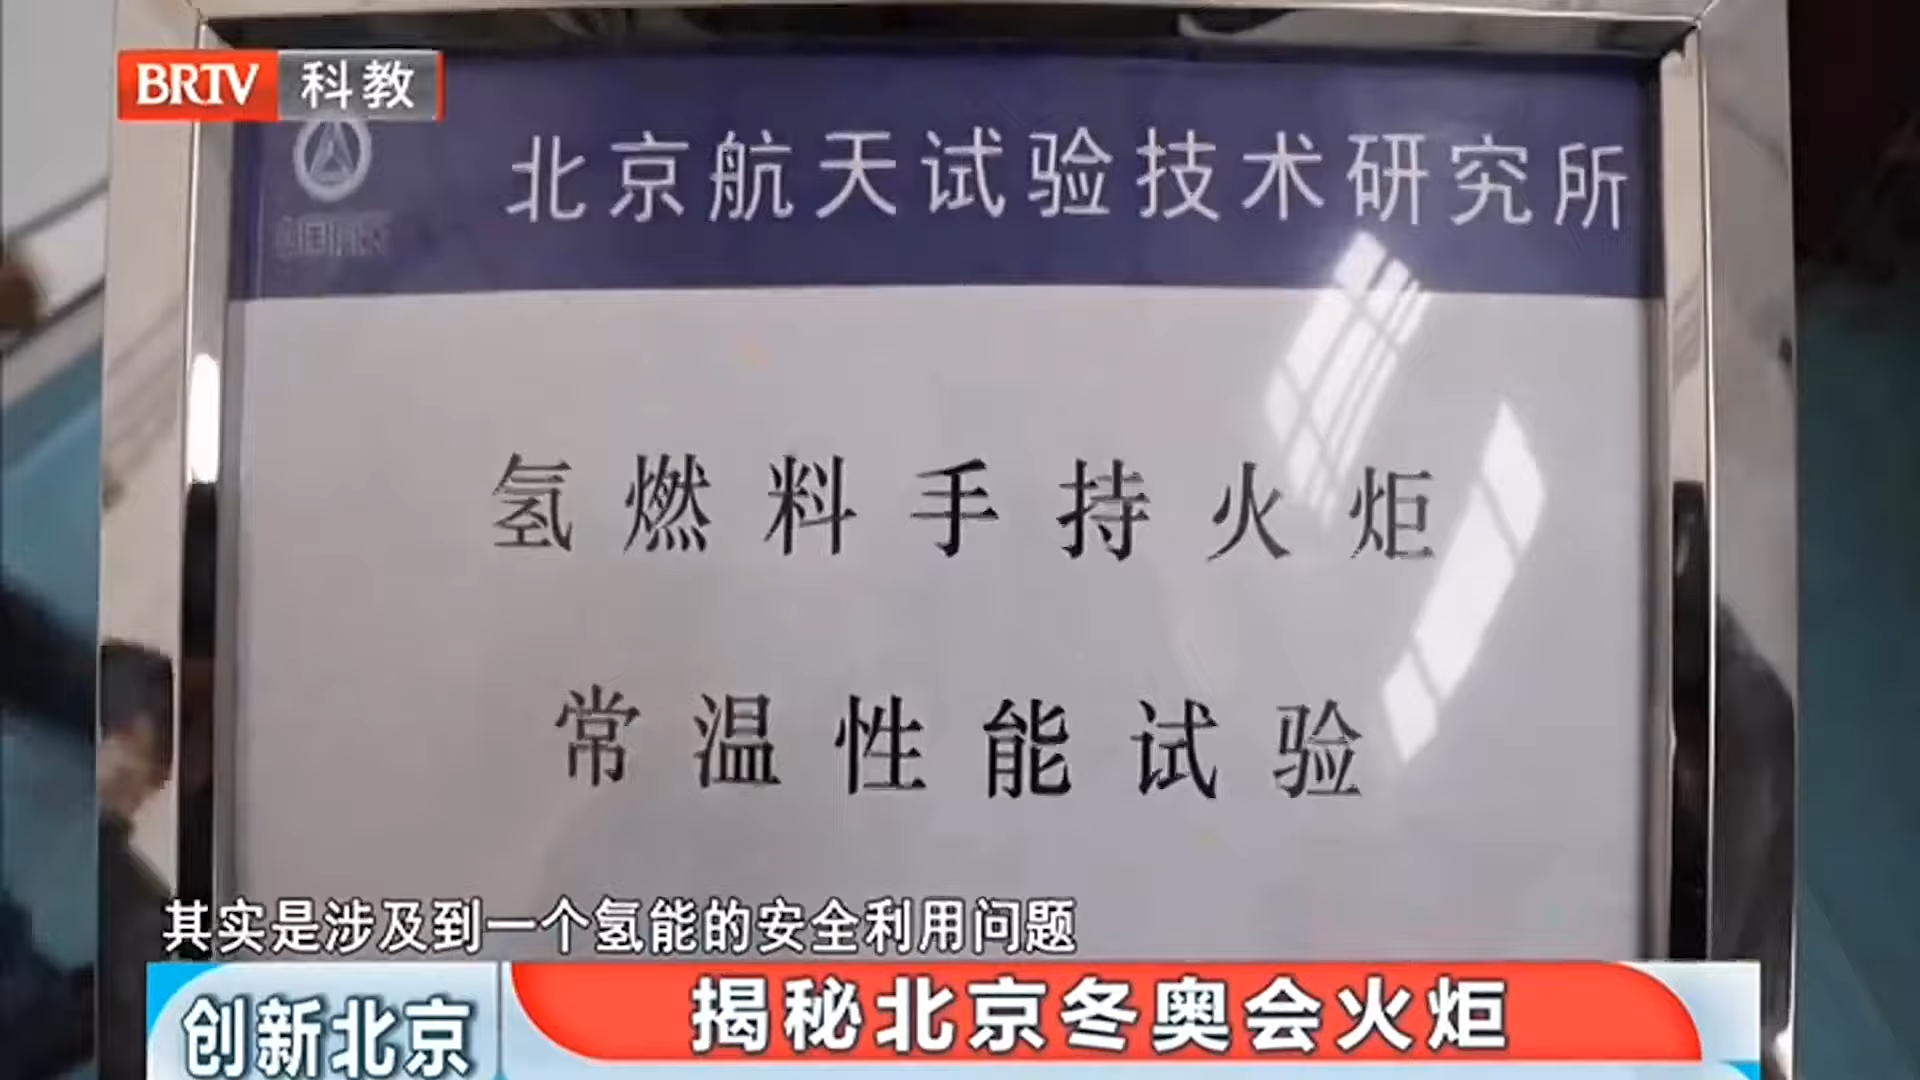 BRTV 科教
北京航天试验技术研究所
氢燃料手持火炬
常温性能试验
其实是涉及到一个氢能的安全利用问题
创新北京
揭秘北京冬奥会火炬